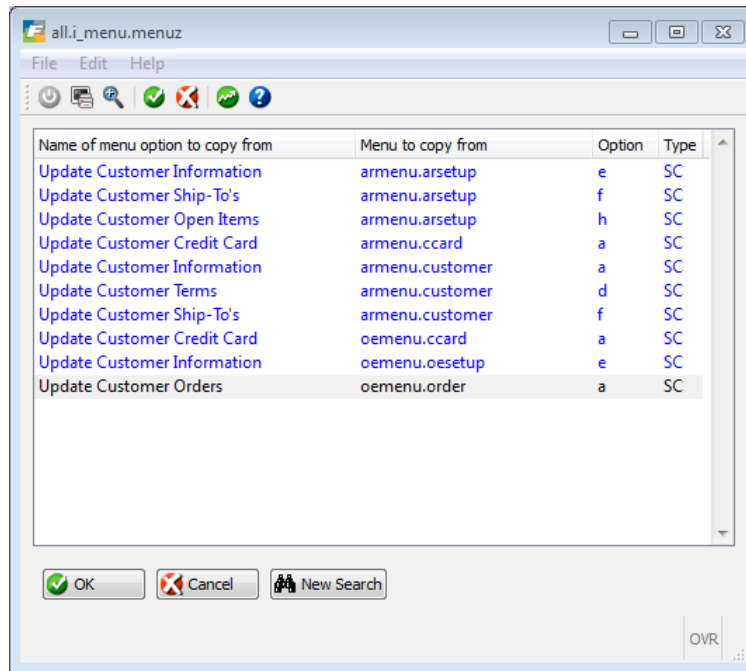 all.i_menu.menuz
File Edit Help
Name of menu option to copy from Menu to copy from Option Type
Update Customer Information armenu.arsetup e SC
Update Customer Ship-To's armenu.arsetup f SC
Update Customer Open Items armenu.arsetup h SC
Update Customer Credit Card armenu.ccard a SC
Update Customer Information armenu.customer a SC
Update Customer Terms armenu.customer d SC
Update Customer Ship-To's armenu.customer f SC
Update Customer Credit Card oemenu.ccard a SC
Update Customer Information oemenu.oesetup e SC
Update Customer Orders oemenu.order a SC
OK Cancel New Search
OVR